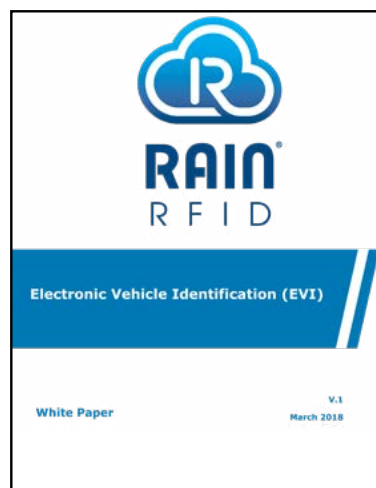 R
RAIN®
RFID
Electronic Vehicle Identification (EVI)
White Paper
V.1
March 2018